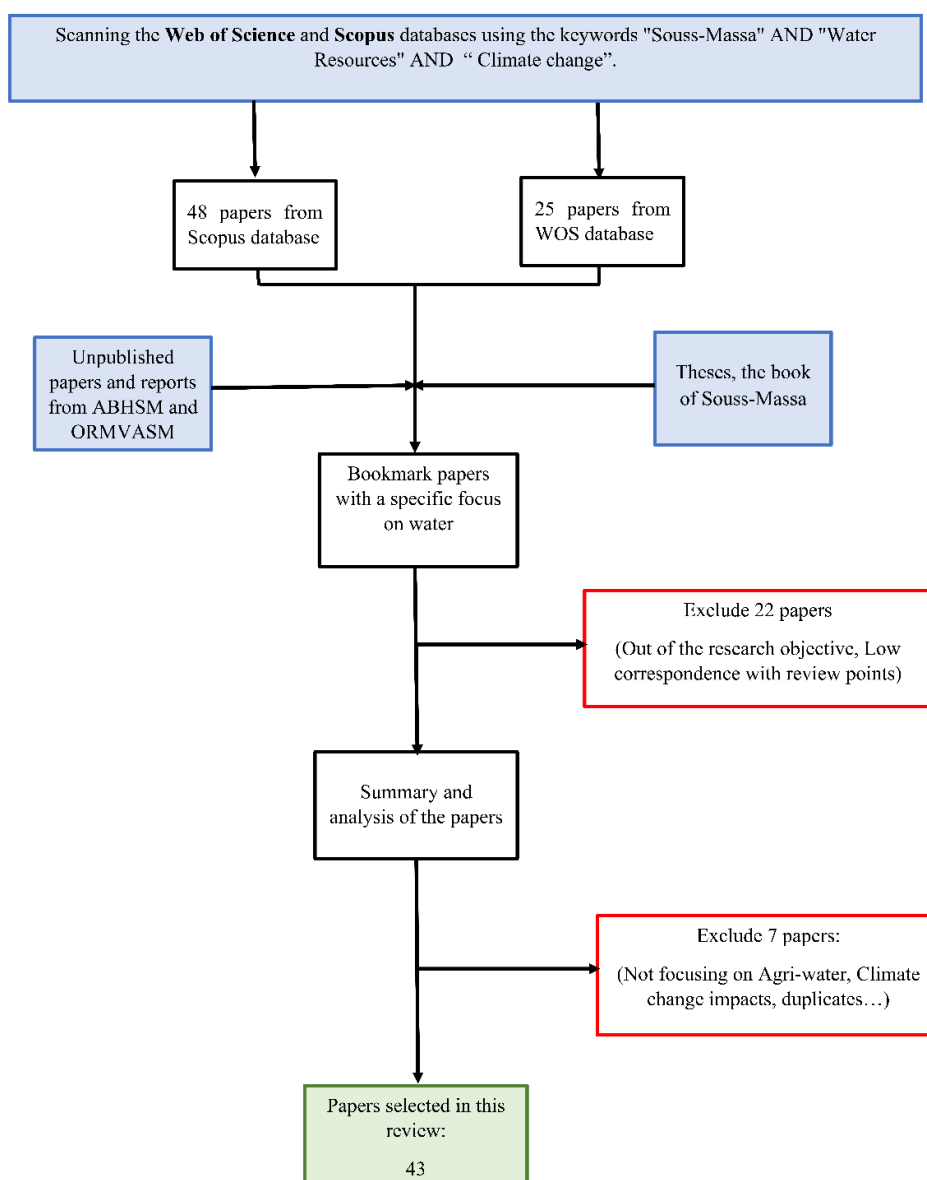 Scanning the Web of Science and Scopus databases using the keywords "Souss-Massa" AND "Water
Resources" AND “ Climate change”.
48 papers from
Scopus database
25 papers from
WOS database
Unpublished
papers and reports
from ABHSM and
ORMVASM
Theses, the book
of Souss-Massa
Bookmark papers
with a specific focus
on water
Exclude 22 papers
(Out of the research objective, Low
correspondence with review points)
Summary and
analysis of the papers
Exclude 7 papers:
(Not focusing on Agri-water, Climate
change impacts, duplicates…)
Papers selected in this
review:
43